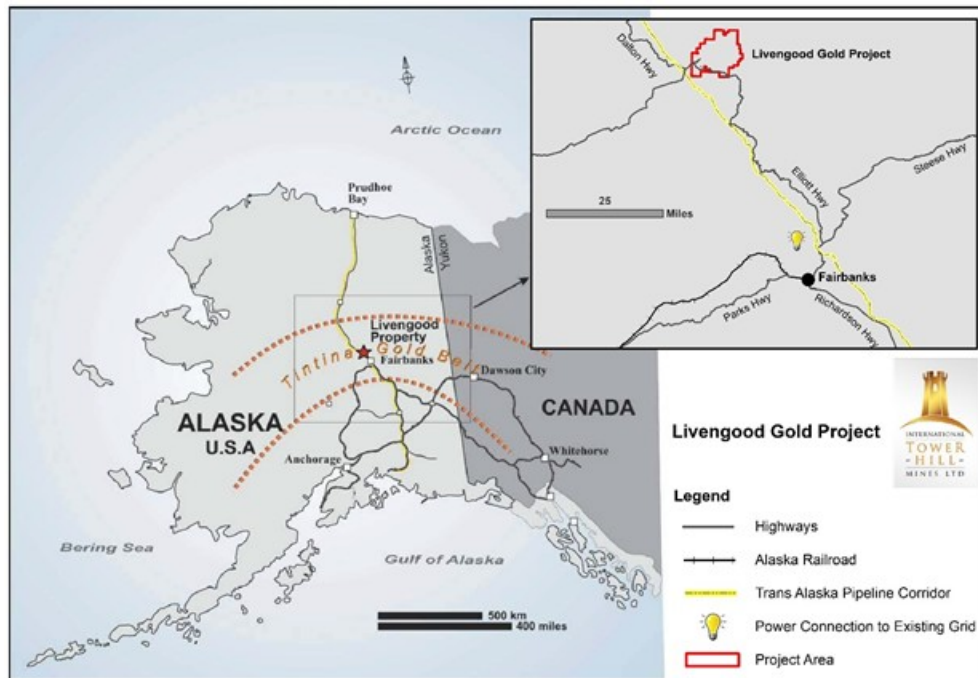 Arctic Ocean
Prudhoe
Bay
Alaska
Yukon
Livengood
Property
Tintina Gold Belt
Fairbanks
Dawson City
ALASKA
U.S.A
CANADA
Anchorage
Whitehorse
Bering Sea
Gulf of Alaska
500 km
400 miles
Dalton Hwy
Livengood Gold Project
Steese Hwy
Elliott Hwy
25
Miles
Fairbanks
Parks Hwy
Richardson Hwy
Livengood Gold Project
INTERNATIONAL
TOWER
-HILL-
MINES LTD
Legend
Highways
Alaska Railroad
Trans Alaska Pipeline Corridor
Power Connection to Existing Grid
Project Area